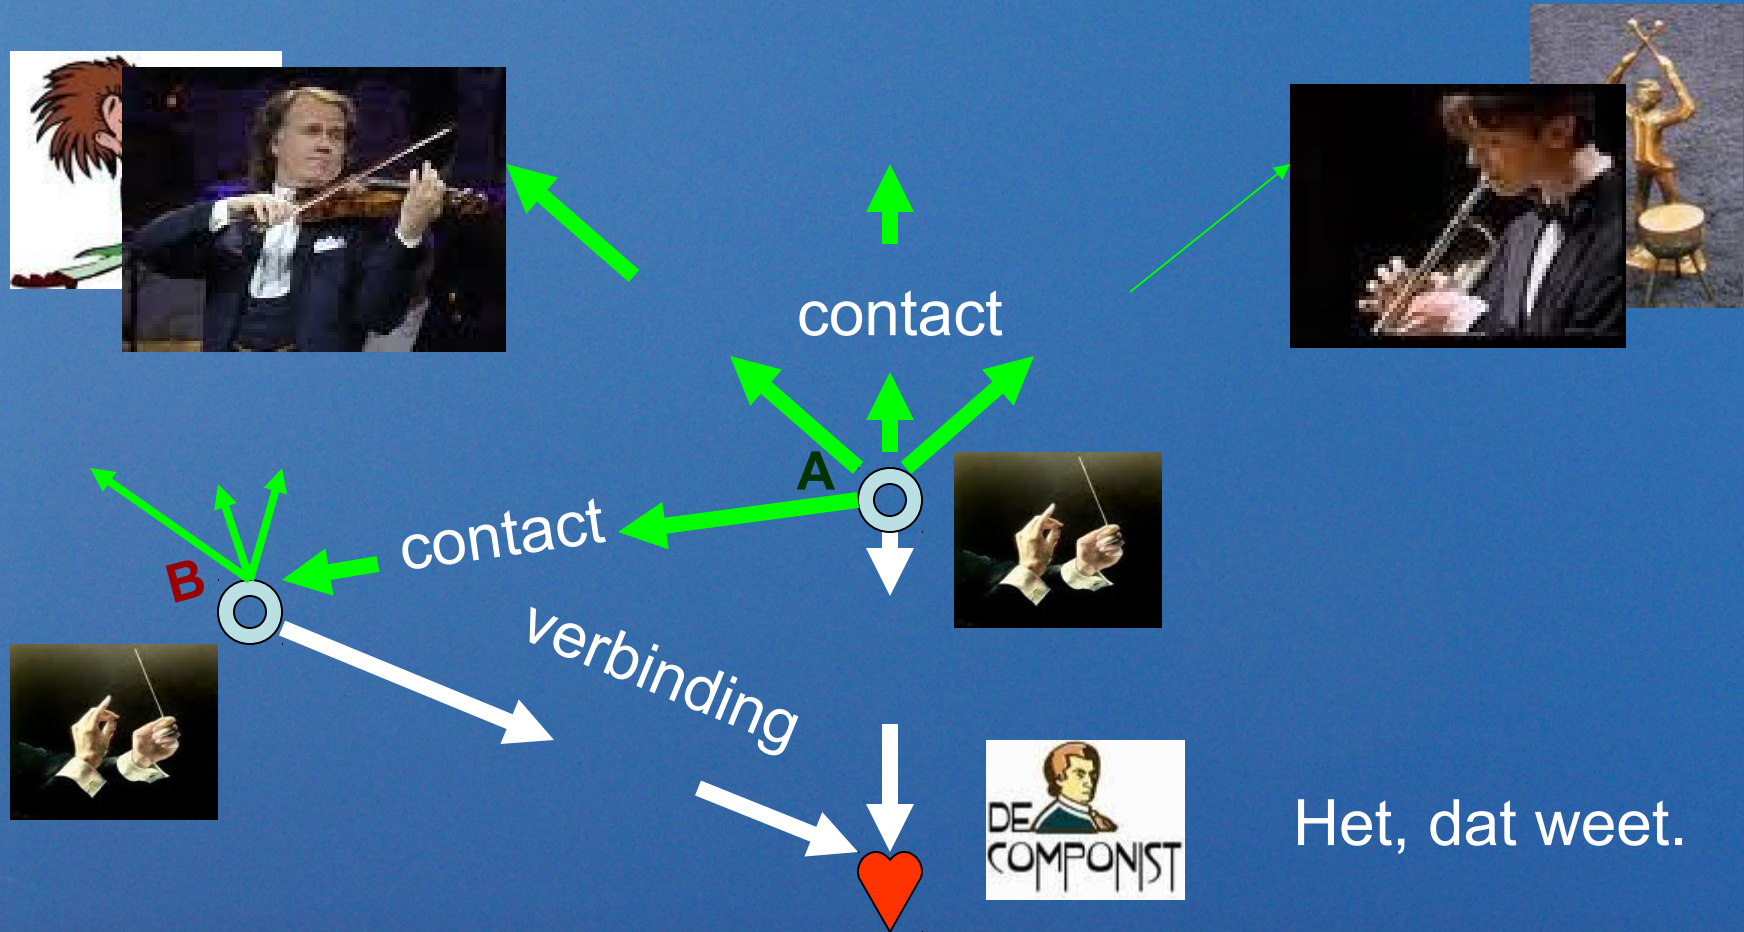 contact
A
contact
B
verbinding
DE
COMPONIST
Het, dat weet.